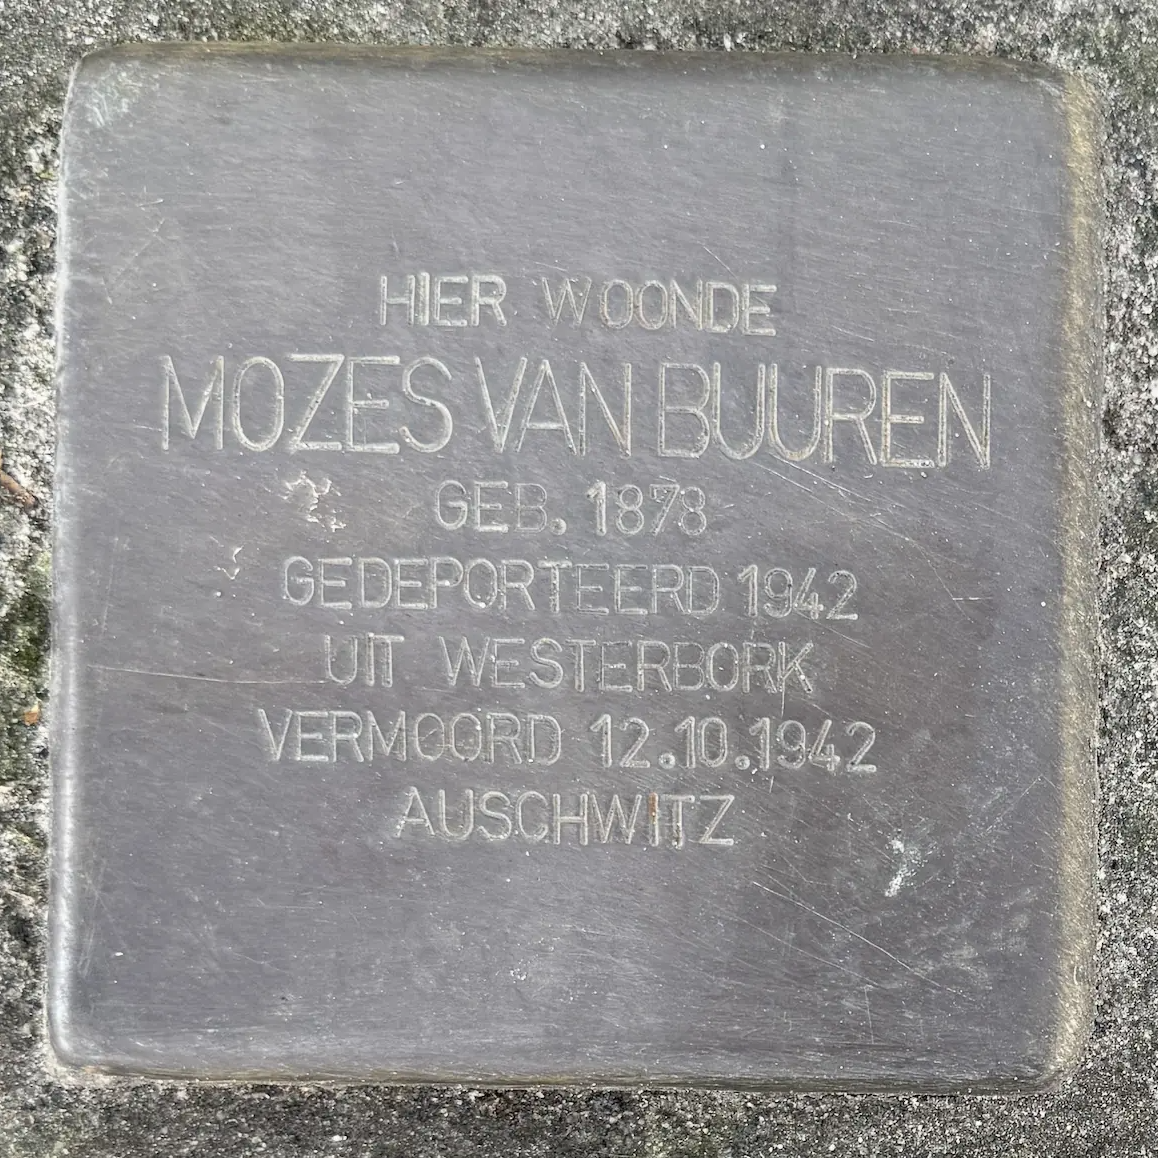 HIER WOONDE
MOZES VAN BUUREN
GEB. 1878
GEDEPORTEERD 1942
UIT WESTERBORK
VERMOORD 12.10.1942
AUSCHWITZ